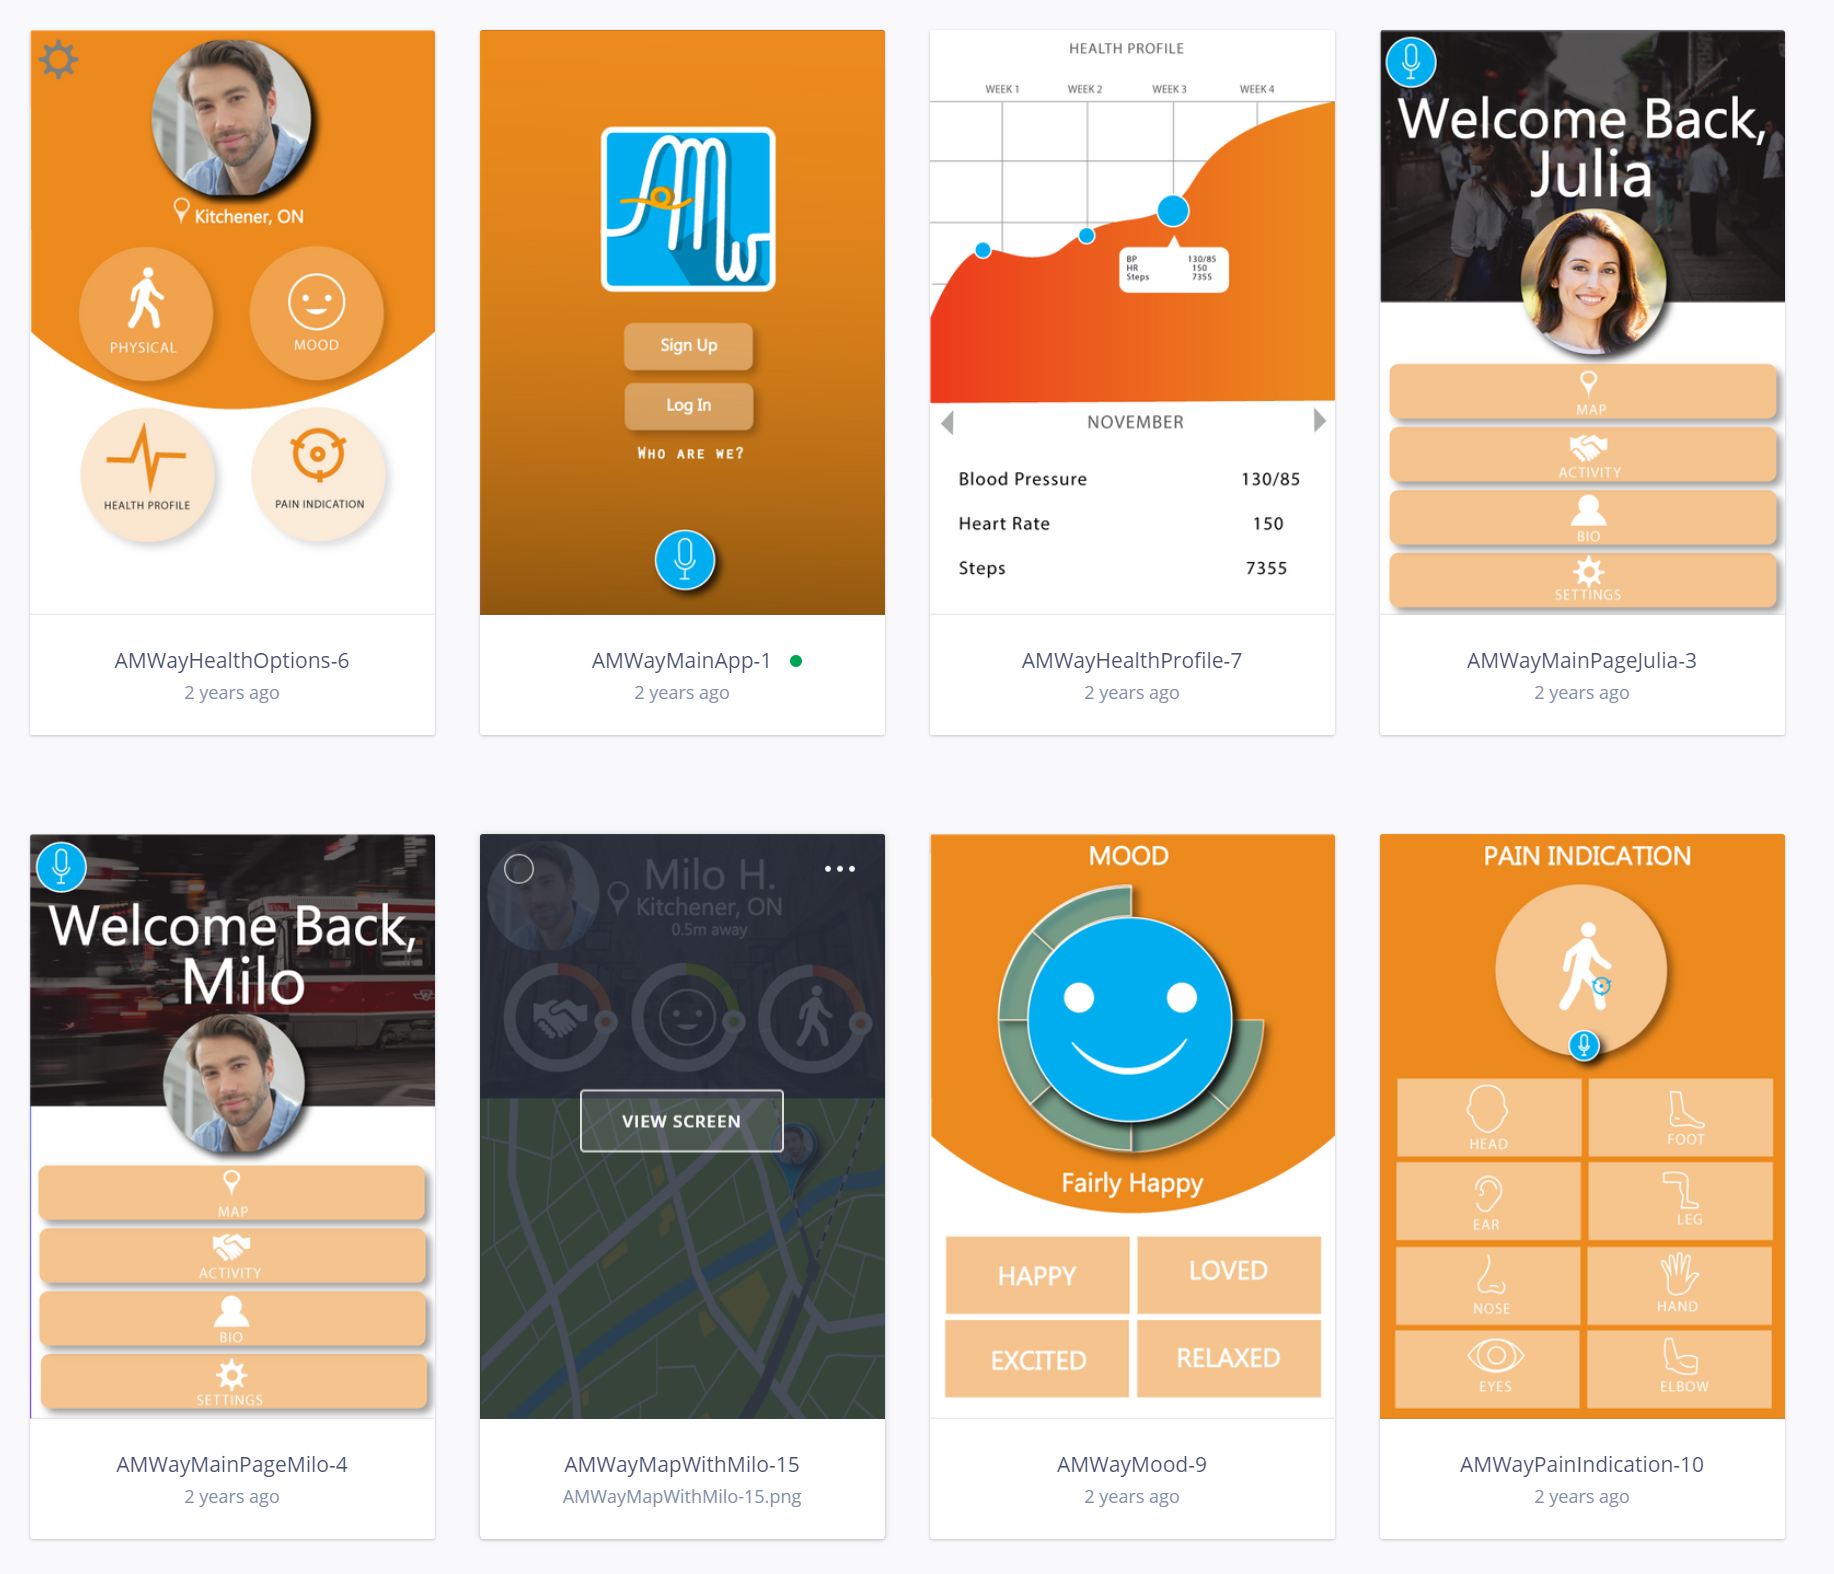 Kitchener, ON
PHYSICAL
MOOD
HEALTH PROFILE
PAIN INDICATION
AMWayHealthOptions-6
2 years ago
AMW
Sign Up
Log In
WHO ARE WE?
AMWayMainApp-1
2 years ago
HEALTH PROFILE
WEEK 1 WEEK 2 WEEK 3 WEEK 4
BP 130/85
HR 150
Steps 7355
NOVEMBER
Blood Pressure 130/85
Heart Rate 150
Steps 7355
AMWayHealthProfile-7
2 years ago
Welcome Back,
Julia
MAP
ACTIVITY
BIO
SETTINGS
AMWayMainPageJulia-3
2 years ago
Welcome Back,
Milo
MAP
ACTIVITY
BIO
SETTINGS
AMWayMainPageMilo-4
2 years ago
Milo H.
Kitchener, ON
0.5m away
VIEW SCREEN
AMWayMapWithMilo-15
AMWayMapWithMilo-15.png
MOOD
Fairly Happy
HAPPY
LOVED
EXCITED
RELAXED
AMWayMood-9
2 years ago
PAIN INDICATION
HEAD
FOOT
EAR
LEG
NOSE
HAND
EYES
ELBOW
AMWayPainIndication-10
2 years ago